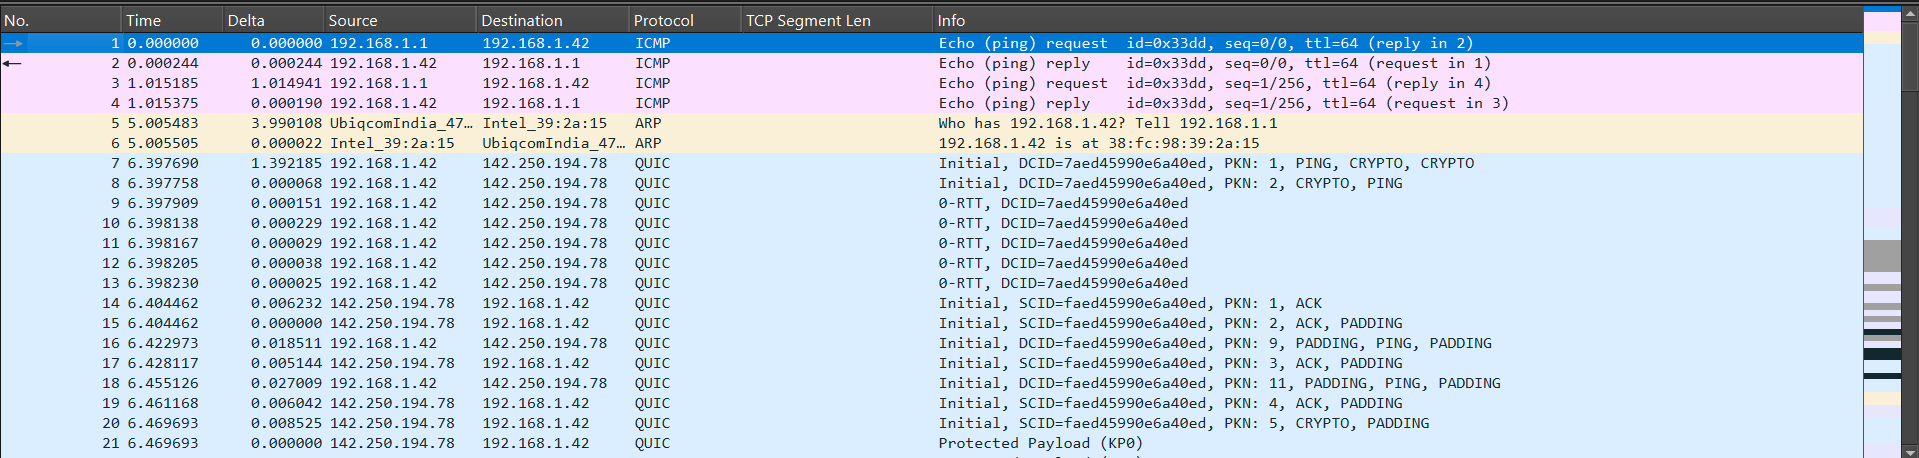 No. Time Delta Source Destination Protocol TCP Segment Len Info
1 0.000000 0.000000 192.168.1.1 192.168.1.42 ICMP Echo (ping) request id=0x33dd, seq=0/0, ttl=64 (reply in 2)
2 0.000244 0.000244 192.168.1.42 192.168.1.1 ICMP Echo (ping) reply id=0x33dd, seq=0/0, ttl=64 (request in 1)
3 1.015185 1.014941 192.168.1.1 192.168.1.42 ICMP Echo (ping) request id=0x33dd, seq=1/256, ttl=64 (reply in 4)
4 1.015375 0.000190 192.168.1.42 192.168.1.1 ICMP Echo (ping) reply id=0x33dd, seq=1/256, ttl=64 (request in 3)
5 5.005483 3.990108 UbiqcomIndia_47… Intel_39:2a:15 ARP Who has 192.168.1.42? Tell 192.168.1.1
6 5.005505 0.000022 Intel_39:2a:15 UbiqcomIndia_47… ARP 192.168.1.42 is at 38:fc:98:39:2a:15
7 6.397690 1.392185 192.168.1.42 142.250.194.78 QUIC Initial, DCID=7aed45990e6a40ed, PKN: 1, PING, CRYPTO, CRYPTO
8 6.397758 0.000068 192.168.1.42 142.250.194.78 QUIC Initial, DCID=7aed45990e6a40ed, PKN: 2, CRYPTO, PING
9 6.397909 0.000151 192.168.1.42 142.250.194.78 QUIC 0-RTT, DCID=7aed45990e6a40ed
10 6.398138 0.000229 192.168.1.42 142.250.194.78 QUIC 0-RTT, DCID=7aed45990e6a40ed
11 6.398167 0.000029 192.168.1.42 142.250.194.78 QUIC 0-RTT, DCID=7aed45990e6a40ed
12 6.398205 0.000038 192.168.1.42 142.250.194.78 QUIC 0-RTT, DCID=7aed45990e6a40ed
13 6.398230 0.000025 192.168.1.42 142.250.194.78 QUIC 0-RTT, DCID=7aed45990e6a40ed
14 6.404462 0.006232 142.250.194.78 192.168.1.42 QUIC Initial, SCID=faed45990e6a40ed, PKN: 1, ACK
15 6.404462 0.000000 142.250.194.78 192.168.1.42 QUIC Initial, SCID=faed45990e6a40ed, PKN: 2, ACK, PADDING
16 6.422973 0.018511 192.168.1.42 142.250.194.78 QUIC Initial, DCID=faed45990e6a40ed, PKN: 9, PADDING, PING, PADDING
17 6.428117 0.005144 142.250.194.78 192.168.1.42 QUIC Initial, SCID=faed45990e6a40ed, PKN: 3, ACK, PADDING
18 6.455126 0.027009 192.168.1.42 142.250.194.78 QUIC Initial, DCID=faed45990e6a40ed, PKN: 11, PADDING, PING, PADDING
19 6.461168 0.006042 142.250.194.78 192.168.1.42 QUIC Initial, SCID=faed45990e6a40ed, PKN: 4, ACK, PADDING
20 6.469693 0.008525 142.250.194.78 192.168.1.42 QUIC Initial, SCID=faed45990e6a40ed, PKN: 5, CRYPTO, PADDING
21 6.469693 0.000000 142.250.194.78 192.168.1.42 QUIC Protected Payload (KP0)